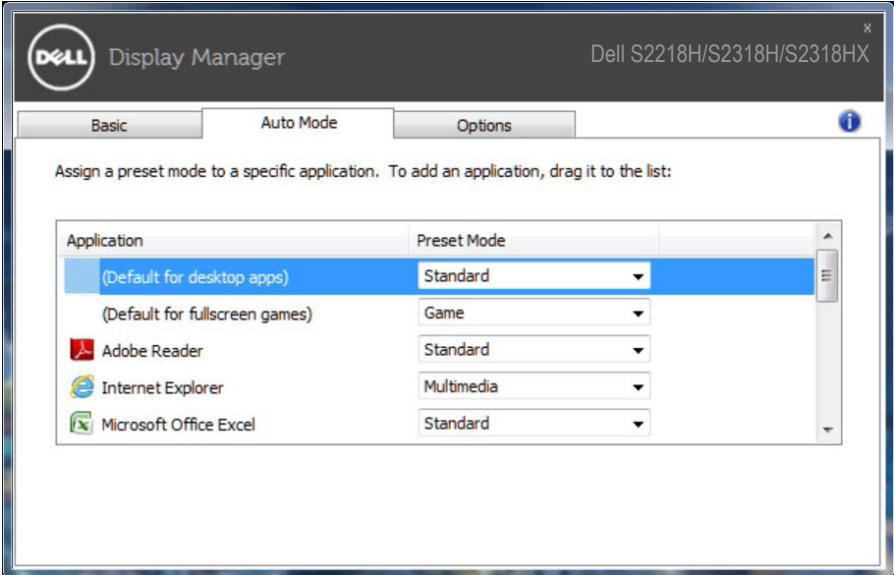 x
DELL Display Manager Dell S2218H/S2318H/S2318HX
Basic Auto Mode Options
Assign a preset mode to a specific application. To add an application, drag it to the list:
Application Preset Mode
(Default for desktop apps) Standard
(Default for fullscreen games) Game
Adobe Reader Standard
Internet Explorer Multimedia
Microsoft Office Excel Standard